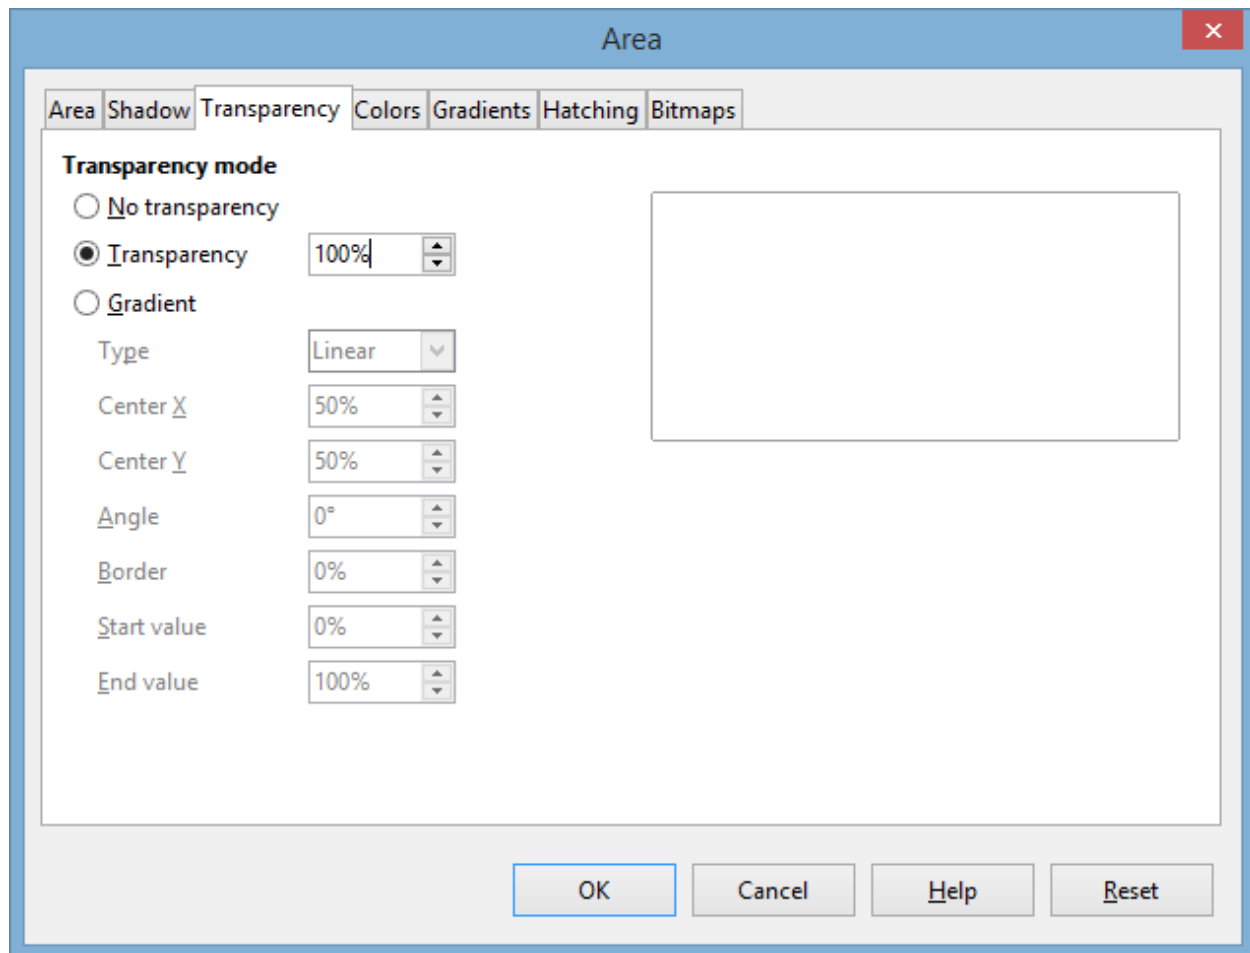 Area
Area Shadow Transparency Colors Gradients Hatching Bitmaps
Transparency mode
No transparency
Transparency 100%
Gradient
Type Linear
Center X 50%
Center Y 50%
Angle 0°
Border 0%
Start value 0%
End value 100%
OK Cancel Help Reset